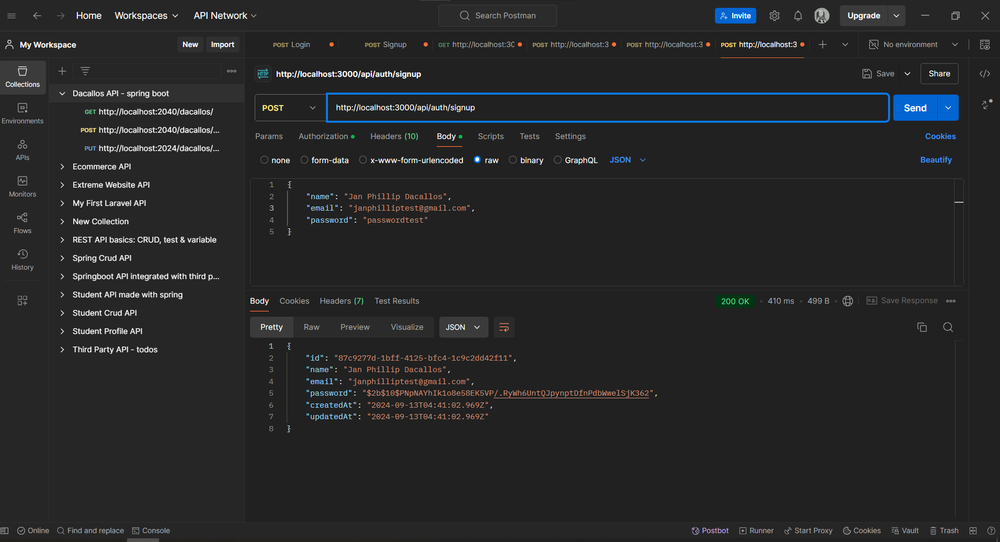 Home Workspaces API Network Search Postman Invite Upgrade
My Workspace New Import
POST Login POST Signup GET http://localhost:30 POST http://localhost:3 POST http://localhost:3 POST http://localhost:3 No environment
Collections
Environments
APIs
Monitors
Flows
History
Dacallos API - spring boot
GET http://localhost:2040/dacallos/
POST http://localhost:2040/dacallos/...
PUT http://localhost:2024/dacallos/...
Ecommerce API
Extreme Website API
My First Laravel API
New Collection
REST API basics: CRUD, test & variable
Spring Crud API
Springboot API integrated with third p...
Student API made with spring
Student Crud API
Student Profile API
Third Party API - todos
HTTP http://localhost:3000/api/auth/signup Save Share
POST http://localhost:3000/api/auth/signup Send
Params Authorization Headers (10) Body Scripts Tests Settings Cookies
none form-data x-www-form-urlencoded raw binary GraphQL JSON Beautify
1 {
2 "name": "Jan Phillip Dacallos",
3 "email": "janphilliptest@gmail.com",
4 "password": "passwordtest"
5 }
Body Cookies Headers (7) Test Results 200 OK 410 ms 499 B e.g. Save Response
Pretty Raw Preview Visualize JSON
1 {
2 "id": "87c9277d-1bff-4125-bfc4-1c9c2dd42f11",
3 "name": "Jan Phillip Dacallos",
4 "email": "janphilliptest@gmail.com",
5 "password": "$2b$10$PNpNAYhIk1o8e58EK5VP/.RyWh6UntQJpynptDfnPdbWwelSjK362",
6 "createdAt": "2024-09-13T04:41:02.969Z",
7 "updatedAt": "2024-09-13T04:41:02.969Z"
8 }
Online Find and replace Console Postbot Runner Start Proxy Cookies Vault Trash